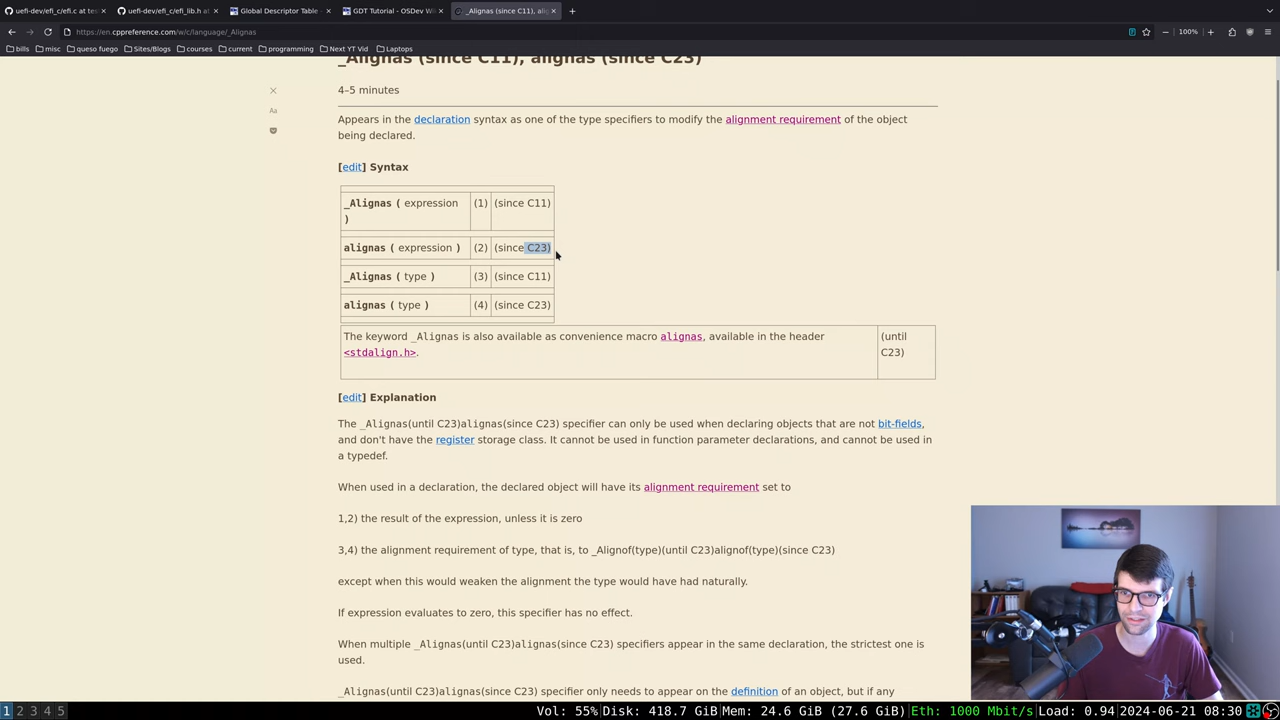 uefi-dev/efi_c/efi.c at tes
uefi-dev/efi_c/efi_lib.h at
Global Descriptor Table -
GDT Tutorial - OSDev Wi
_Alignas (since C11), alig
https://en.cppreference.com/w/c/language/_Alignas
100%
bills
misc
queso fuego
Sites/Blogs
courses
current
programming
Next YT Vid
Laptops
_Alignas (since C11), alignas (since C23)
4–5 minutes
Aa
Appears in the declaration syntax as one of the type specifiers to modify the alignment requirement of the object
being declared.
[edit] Syntax
_Alignas ( expression (1) (since C11)
)
alignas ( expression ) (2) (since C23)
_Alignas ( type ) (3) (since C11)
alignas ( type ) (4) (since C23)
The keyword _Alignas is also available as convenience macro alignas, available in the header (until
<stdalign.h>. C23)
[edit] Explanation
The _Alignas(until C23)alignas(since C23) specifier can only be used when declaring objects that are not bit-fields,
and don't have the register storage class. It cannot be used in function parameter declarations, and cannot be used in
a typedef.
When used in a declaration, the declared object will have its alignment requirement set to
1,2) the result of the expression, unless it is zero
3,4) the alignment requirement of type, that is, to _Alignof(type)(until C23)alignof(type)(since C23)
except when this would weaken the alignment the type would have had naturally.
If expression evaluates to zero, this specifier has no effect.
When multiple _Alignas(until C23)alignas(since C23) specifiers appear in the same declaration, the strictest one is
used.
_Alignas(until C23)alignas(since C23) specifier only needs to appear on the definition of an object, but if any
1 2 3 4 5
Vol: 55% Disk: 418.7 GiB Mem: 24.6 GiB (27.6 GiB) Eth: 1000 Mbit/s Load: 0.94 2024-06-21 08:30